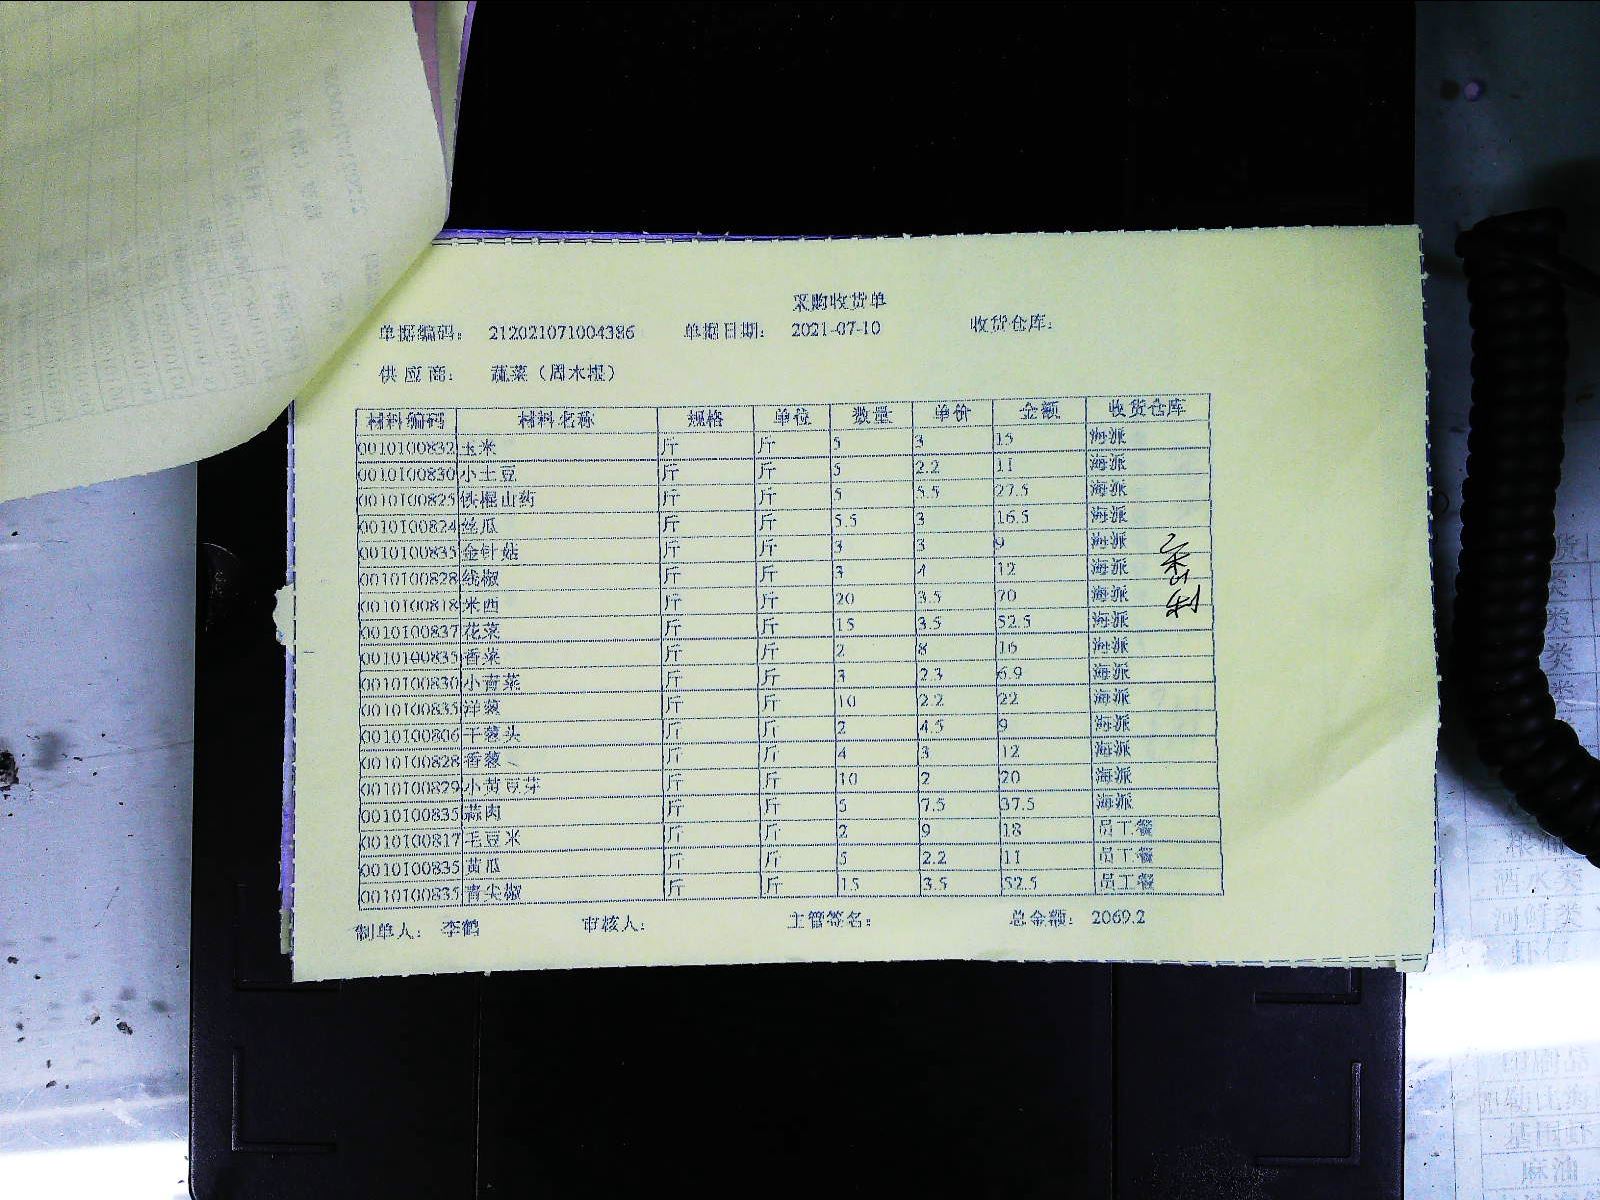 采购收货单
单据编码： 212021071004386 单据日期： 2021-07-10 收货仓库：
供应商： 蔬菜（周木根）
材料编码 材料名称 规格 单位 数量 单价 金额 收货仓库
0010100832 玉米 斤 斤 5 3 15 海派
0010100830 小土豆 斤 斤 5 2.2 11 海派
0010100825 铁棍山药 斤 斤 5 5.5 27.5 海派
0010100824 丝瓜 斤 斤 5.5 3 16.5 海派
0010100835 金针菇 斤 斤 3 3 9 海派
0010100828 线椒 斤 斤 3 4 12 海派
0010100818 米西 斤 斤 20 3.5 70 海派
0010100837 花菜 斤 斤 15 3.5 52.5 海派
0010100835 香菜 斤 斤 2 8 16 海派
0010100830 小青菜 斤 斤 3 2.3 6.9 海派
0010100835 洋葱 斤 斤 10 2.2 22 海派
0010100806 干葱头 斤 斤 2 4.5 9 海派
0010100828 香葱 斤 斤 4 3 12 海派
0010100829 小黄豆芽 斤 斤 10 2 20 海派
0010100835 蒜肉 斤 斤 5 7.5 37.5 海派
0010100817 毛豆米 斤 斤 2 9 18 员工餐
0010100835 黄瓜 斤 斤 5 2.2 11 员工餐
0010100835 青尖椒 斤 斤 15 3.5 52.5 员工餐
制单人： 李鹤 审核人： 主管签名： 总金额： 2069.2